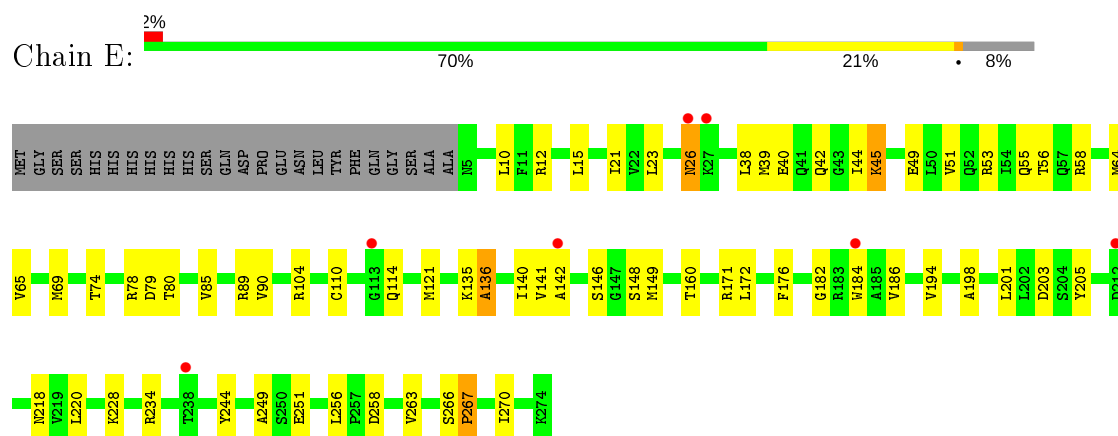 2%
Chain E:
70% 21% • 8%
MET GLY SER SER HIS HIS HIS HIS HIS HIS SER GLN ASP PRO GLU ASN LEU TYR PHE GLN GLY SER ALA ALA N5 L10 F11 R12 L15 I21 V22 L23 N26 K27 L38 M39 E40 Q41 Q42 G43 I44 K45 E49 L50 V51 Q52 R53 I54 Q55 T56 Q57 R58 M64
V65 M69 T74 R78 D79 T80 V85 R89 V90 R104 C110 G113 Q114 M121 K135 A136 I140 V141 A142 S146 G147 S148 M149 T160 R171 L172 F176 G182 R183 W184 A185 V186 V194 A198 L201 L202 D203 S204 Y205
N218 V219 L220 K228 R234 T238 Y244 A249 S250 E251 L256 P257 D258 V263 S266 P267 I270 K274